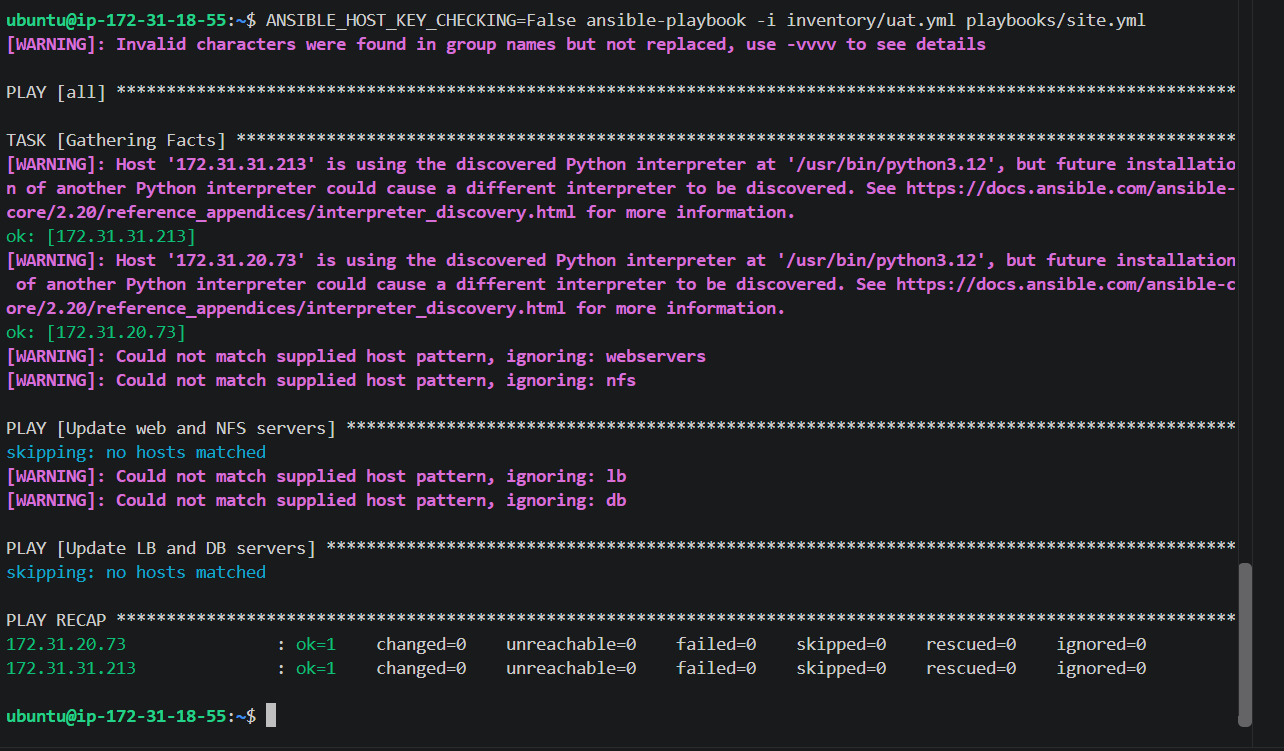 ubuntu@ip-172-31-18-55:~$ ANSIBLE_HOST_KEY_CHECKING=False ansible-playbook -i inventory/uat.yml playbooks/site.yml
[WARNING]: Invalid characters were found in group names but not replaced, use -vvvv to see details
PLAY [all] ****************************************************************************************************************
TASK [Gathering Facts] ****************************************************************************************************
[WARNING]: Host '172.31.31.213' is using the discovered Python interpreter at '/usr/bin/python3.12', but future installatio
n of another Python interpreter could cause a different interpreter to be discovered. See https://docs.ansible.com/ansible-
core/2.20/reference_appendices/interpreter_discovery.html for more information.
ok: [172.31.31.213]
[WARNING]: Host '172.31.20.73' is using the discovered Python interpreter at '/usr/bin/python3.12', but future installation
 of another Python interpreter could cause a different interpreter to be discovered. See https://docs.ansible.com/ansible-c
ore/2.20/reference_appendices/interpreter_discovery.html for more information.
ok: [172.31.20.73]
[WARNING]: Could not match supplied host pattern, ignoring: webservers
[WARNING]: Could not match supplied host pattern, ignoring: nfs
PLAY [Update web and NFS servers] *****************************************************************************************
skipping: no hosts matched
[WARNING]: Could not match supplied host pattern, ignoring: lb
[WARNING]: Could not match supplied host pattern, ignoring: db
PLAY [Update LB and DB servers] *******************************************************************************************
skipping: no hosts matched
PLAY RECAP ****************************************************************************************************************
172.31.20.73               : ok=1    changed=0    unreachable=0    failed=0    skipped=0    rescued=0    ignored=0
172.31.31.213              : ok=1    changed=0    unreachable=0    failed=0    skipped=0    rescued=0    ignored=0
ubuntu@ip-172-31-18-55:~$